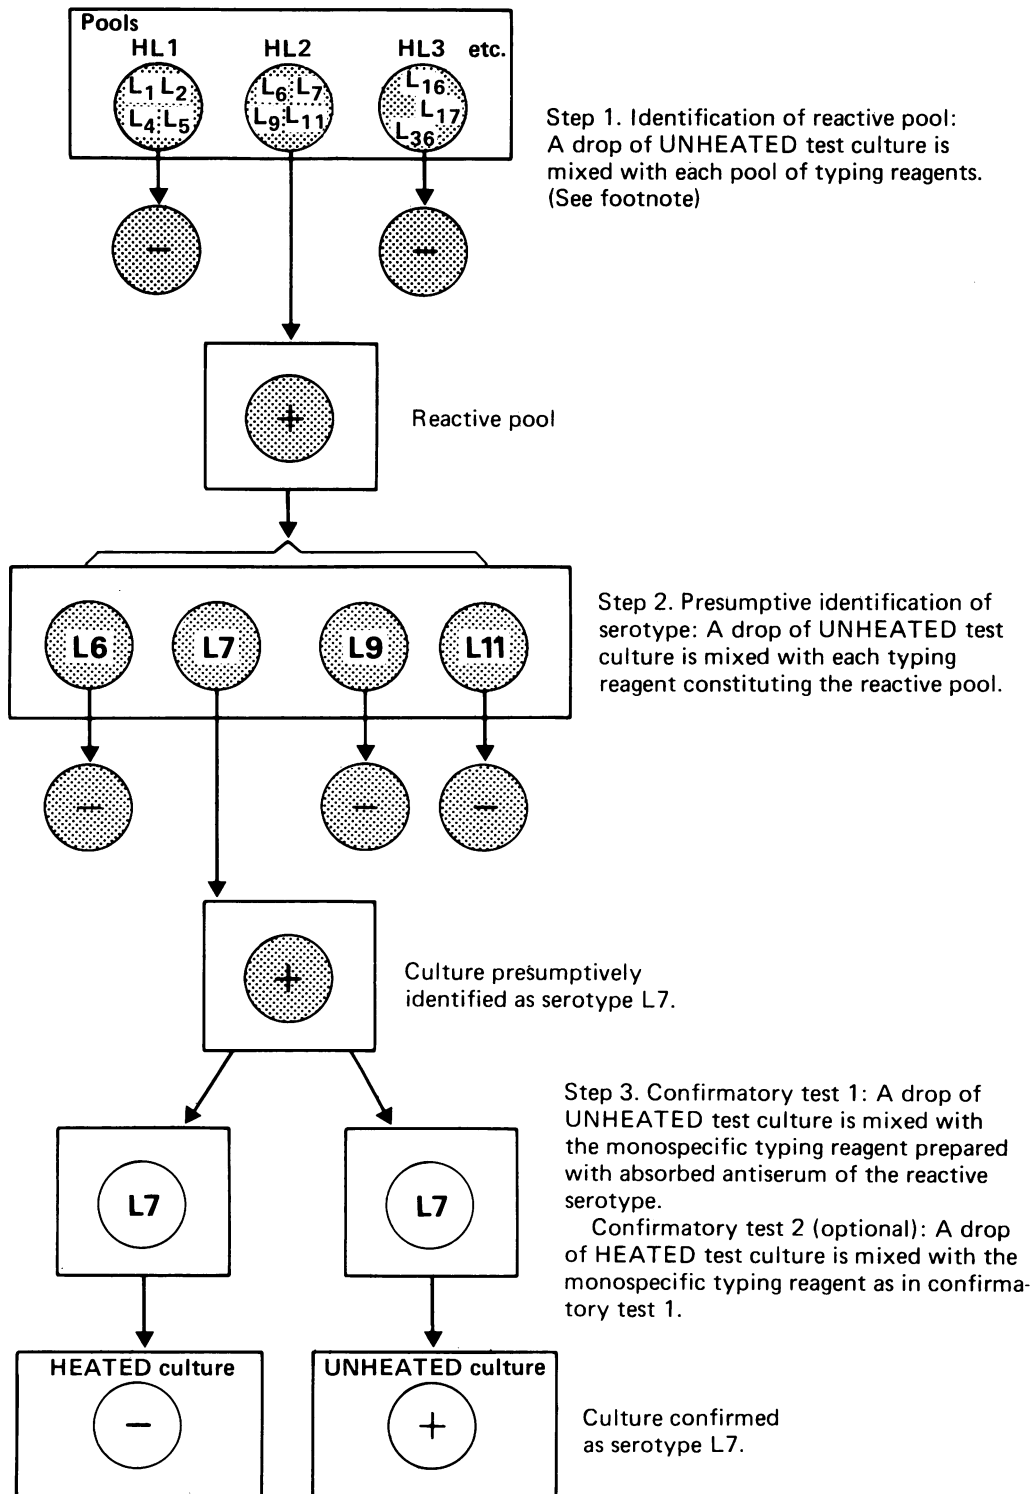 Pools
HL1 HL2 HL3 etc.
L1 L2 L6 L7 L16
L4 L5 L9 L11 L17
L36
Step 1. Identification of reactive pool:
A drop of UNHEATED test culture is
mixed with each pool of typing reagents.
(See footnote)
− −
+
Reactive pool
L6 L7 L9 L11
Step 2. Presumptive identification of
serotype: A drop of UNHEATED test
culture is mixed with each typing
reagent constituting the reactive pool.
− − −
+
Culture presumptively
identified as serotype L7.
Step 3. Confirmatory test 1: A drop of
UNHEATED test culture is mixed with
the monospecific typing reagent prepared
with absorbed antiserum of the reactive
serotype.
Confirmatory test 2 (optional): A drop
of HEATED test culture is mixed with the
monospecific typing reagent as in confirma-
tory test 1.
L7 L7
HEATED culture UNHEATED culture
− +
Culture confirmed
as serotype L7.